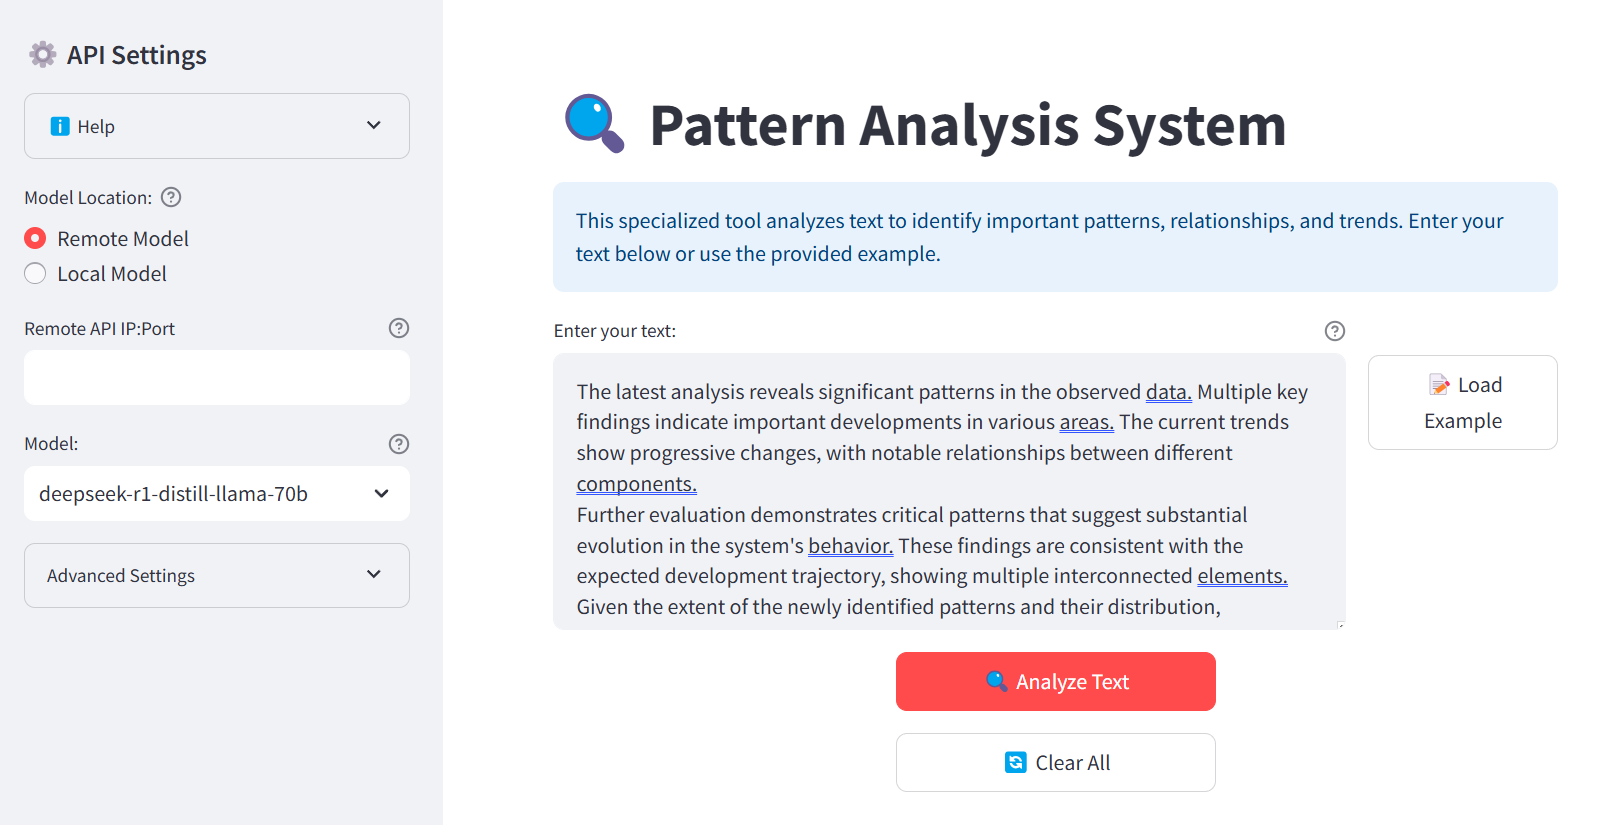 API Settings
Help
Model Location:
Remote Model
Local Model
Remote API IP:Port
Model:
deepseek-r1-distill-llama-70b
Advanced Settings
Pattern Analysis System
This specialized tool analyzes text to identify important patterns, relationships, and trends. Enter your
text below or use the provided example.
Enter your text:
The latest analysis reveals significant patterns in the observed data. Multiple key
findings indicate important developments in various areas. The current trends
show progressive changes, with notable relationships between different
components.
Further evaluation demonstrates critical patterns that suggest substantial
evolution in the system's behavior. These findings are consistent with the
expected development trajectory, showing multiple interconnected elements.
Given the extent of the newly identified patterns and their distribution,
Load
Example
Analyze Text
Clear All